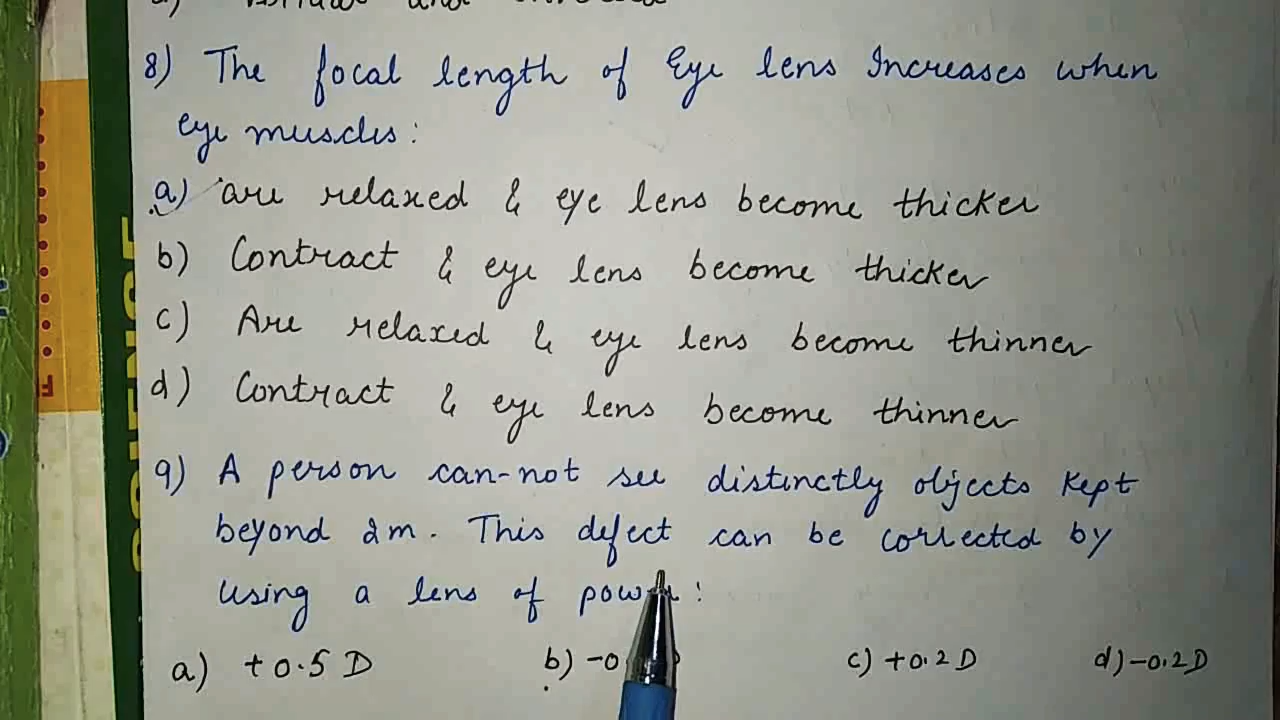 8) The focal length of Eye lens Increases when
eye muscles:
a) are relaxed & eye lens become thicker
b) Contract & eye lens become thicker
c) Are relaxed & eye lens become thinner
d) Contract & eye lens become thinner
9) A person can-not see distinctly objects kept
beyond 2m. This defect can be corrected by
using a lens of power:
a) +0.5 D b) -0. D c) +0.2 D d) -0.2 D
SCIENCE